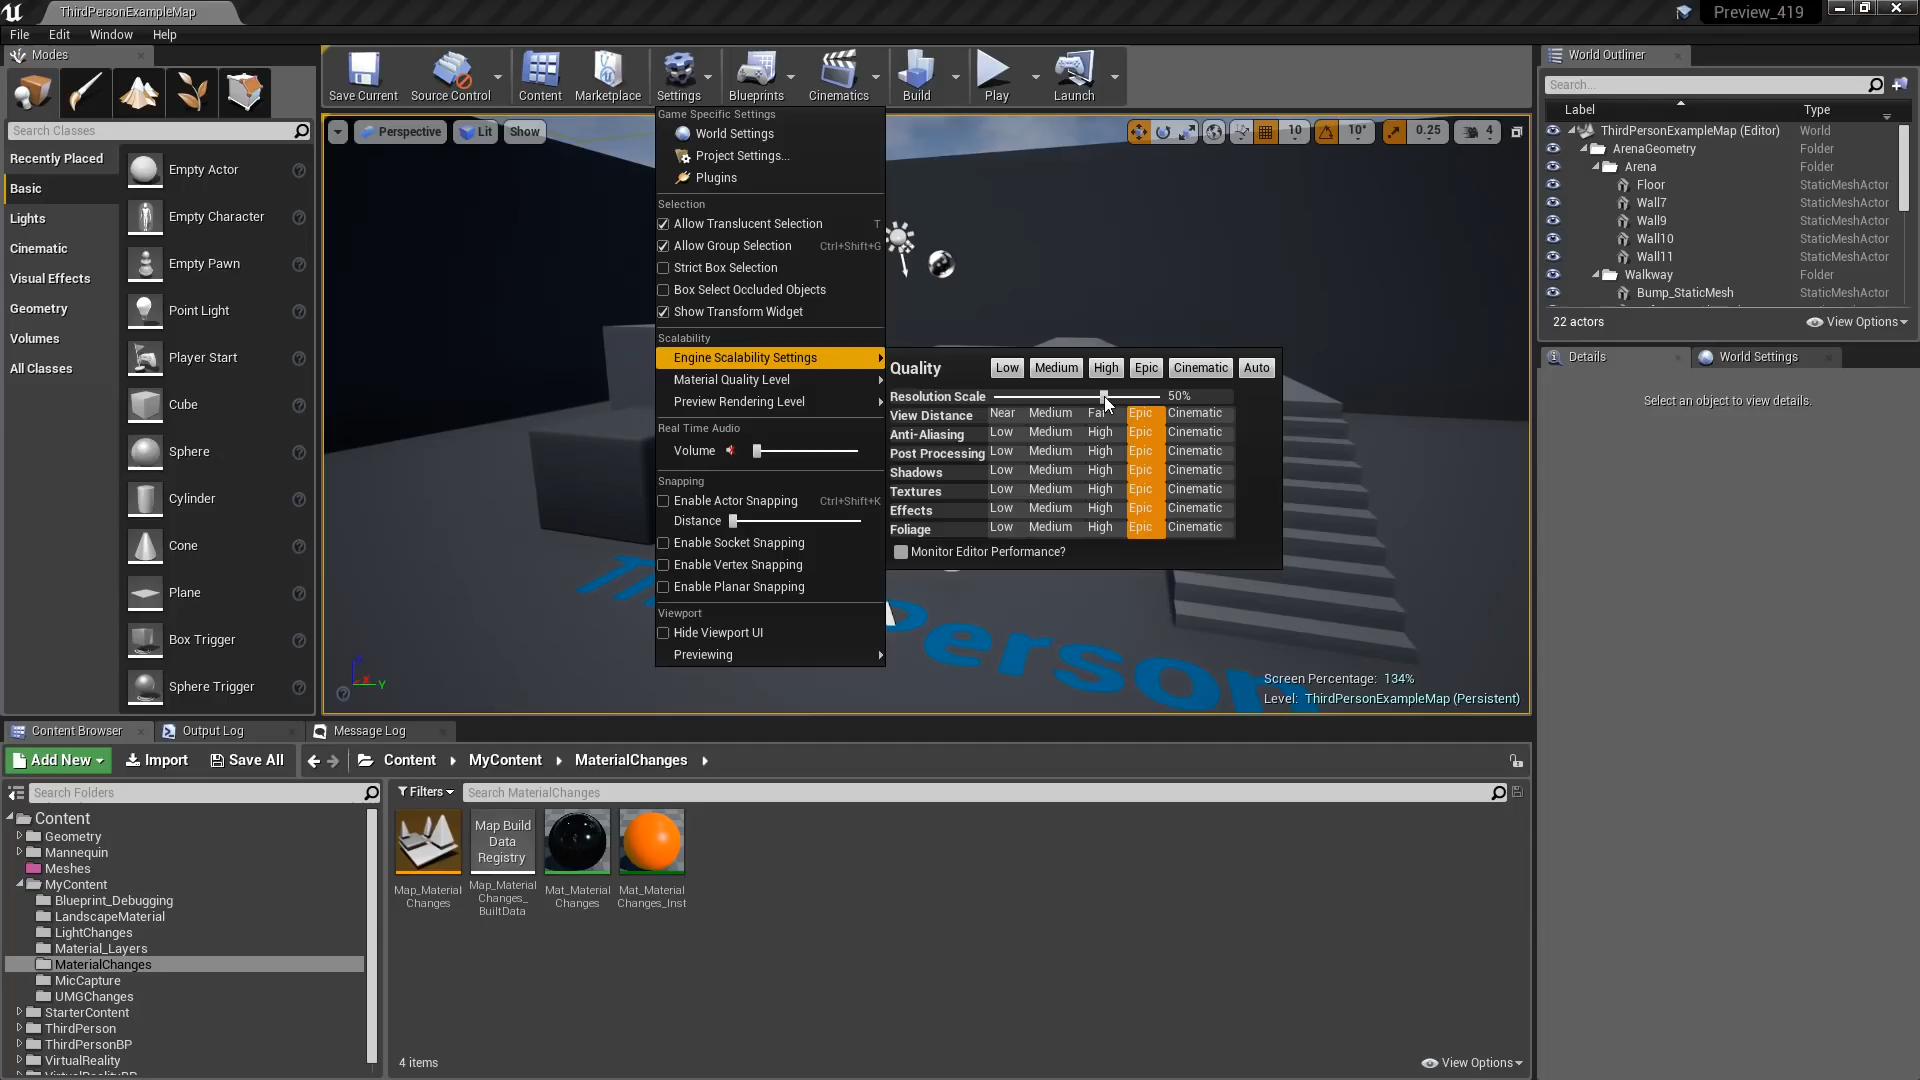 ThirdPersonExampleMap
Preview_419
File Edit Window Help
Modes
Search Classes
Recently Placed
Basic
Lights
Cinematic
Visual Effects
Geometry
Volumes
All Classes
Empty Actor
Empty Character
Empty Pawn
Point Light
Player Start
Cube
Sphere
Cylinder
Cone
Plane
Box Trigger
Sphere Trigger
Save Current Source Control Content Marketplace Settings Blueprints Cinematics Build Play Launch
Perspective Lit Show
10 10° 0.25 4
Game Specific Settings
World Settings
Project Settings...
Plugins
Selection
Allow Translucent Selection T
Allow Group Selection Ctrl+Shift+G
Strict Box Selection
Box Select Occluded Objects
Show Transform Widget
Scalability
Engine Scalability Settings
Material Quality Level
Preview Rendering Level
Real Time Audio
Volume
Snapping
Enable Actor Snapping Ctrl+Shift+K
Distance
Enable Socket Snapping
Enable Vertex Snapping
Enable Planar Snapping
Viewport
Hide Viewport UI
Previewing
Quality Low Medium High Epic Cinematic Auto
Resolution Scale 50%
View Distance Near Medium Far Epic Cinematic
Anti-Aliasing Low Medium High Epic Cinematic
Post Processing Low Medium High Epic Cinematic
Shadows Low Medium High Epic Cinematic
Textures Low Medium High Epic Cinematic
Effects Low Medium High Epic Cinematic
Foliage Low Medium High Epic Cinematic
Monitor Editor Performance?
Person
Screen Percentage: 134%
Level: ThirdPersonExampleMap (Persistent)
World Outliner
Search...
Label Type
ThirdPersonExampleMap (Editor) World
ArenaGeometry Folder
Arena Folder
Floor StaticMeshActor
Wall7 StaticMeshActor
Wall9 StaticMeshActor
Wall10 StaticMeshActor
Wall11 StaticMeshActor
Walkway Folder
Bump_StaticMesh StaticMeshActor
22 actors View Options
Details World Settings
Select an object to view details.
Content Browser Output Log Message Log
Add New Import Save All Content MyContent MaterialChanges
Search Folders
Filters Search MaterialChanges
Content
Geometry
Mannequin
Meshes
MyContent
Blueprint_Debugging
LandscapeMaterial
LightChanges
Material_Layers
MaterialChanges
MicCapture
UMGChanges
StarterContent
ThirdPerson
ThirdPersonBP
VirtualReality
Map Build
Data
Registry
Map_Material
Changes
Map_Material
Changes_
BuiltData
Mat_Material
Changes
Mat_Material
Changes_Inst
4 items View Options